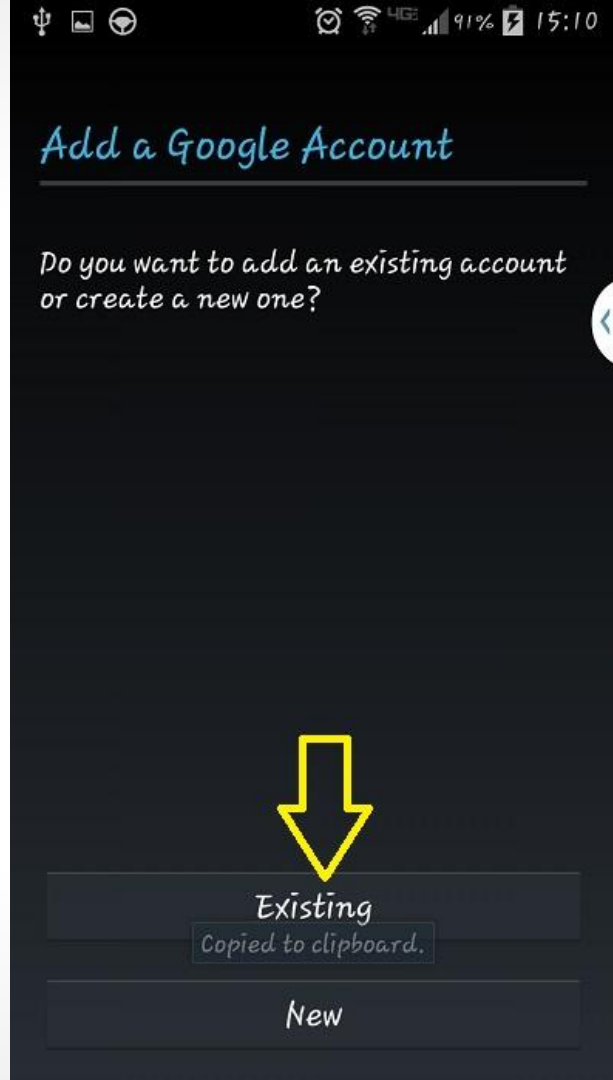 4G 91% 15:10
Add a Google Account
Do you want to add an existing account
or create a new one?
Existing
Copied to clipboard.
New